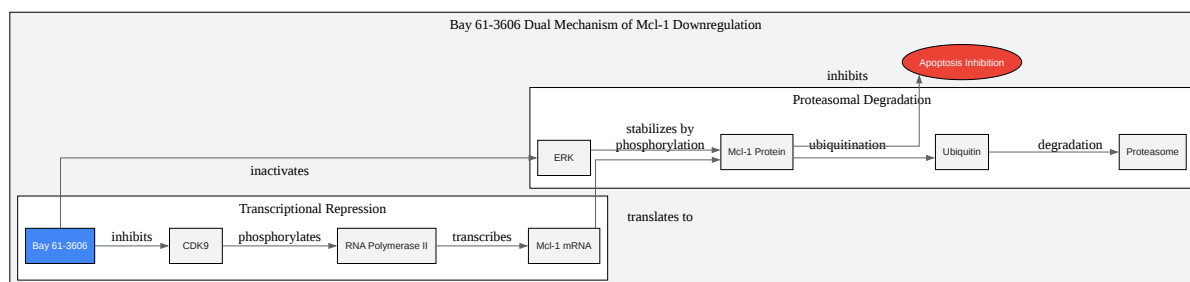 Bay 61-3606 Dual Mechanism of Mcl-1 Downregulation
Apoptosis Inhibition
inhibits
Proteasomal Degradation
stabilizes by
phosphorylation
ERK
Mcl-1 Protein
ubiquitination
Ubiquitin
degradation
Proteasome
inactivates
Transcriptional Repression
translates to
Bay 61-3606
inhibits
CDK9
phosphorylates
RNA Polymerase II
transcribes
Mcl-1 mRNA